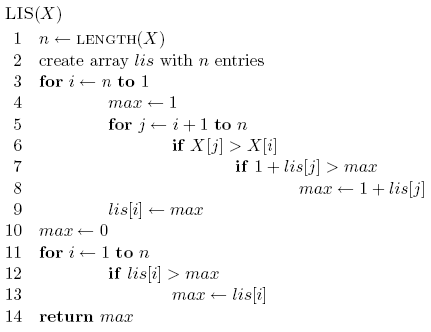 LIS(X)
1 n ← LENGTH(X)
2 create array lis with n entries
3 for i ← n to 1
4 max ← 1
5 for j ← i + 1 to n
6 if X[j] > X[i]
7 if 1 + lis[j] > max
8 max ← 1 + lis[j]
9 lis[i] ← max
10 max ← 0
11 for i ← 1 to n
12 if lis[i] > max
13 max ← lis[i]
14 return max